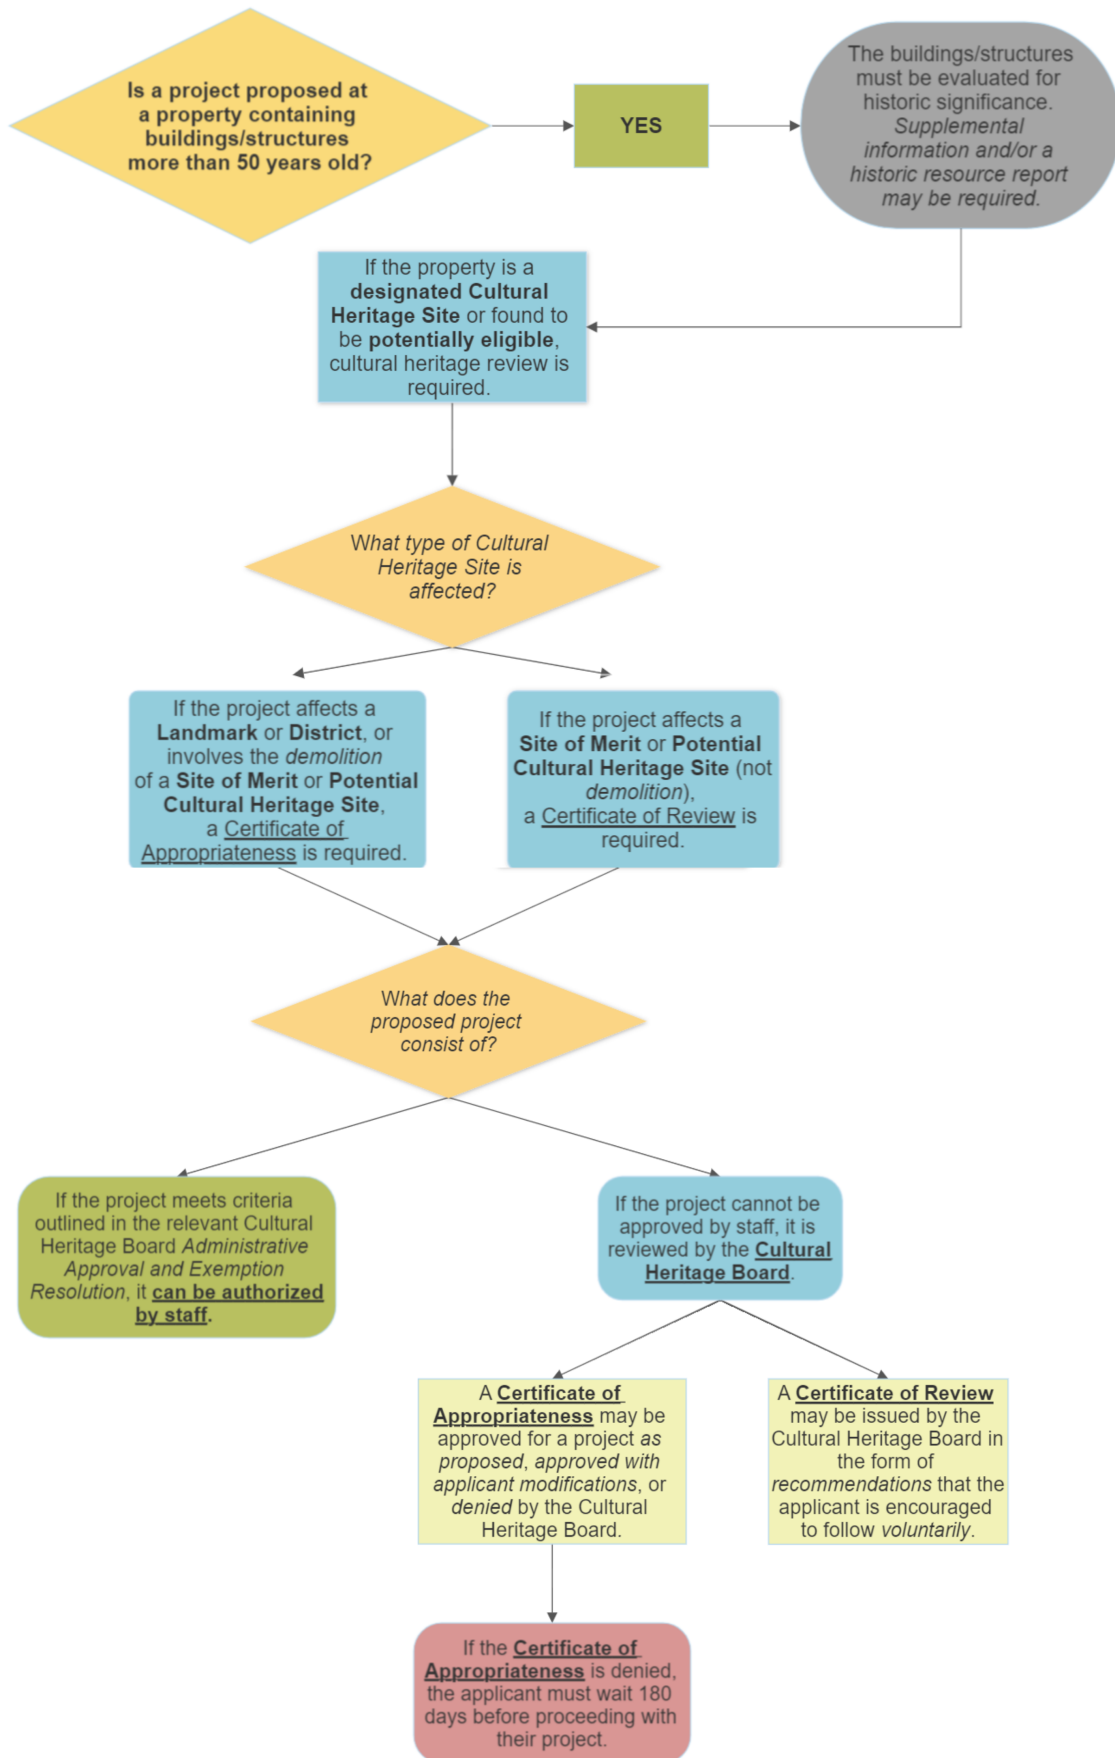 Is a project proposed at
a property containing
buildings/structures
more than 50 years old?
YES
The buildings/structures
must be evaluated for
historic significance.
Supplemental
information and/or a
historic resource report
may be required.
If the property is a
designated Cultural
Heritage Site or found to
be potentially eligible,
cultural heritage review is
required.
What type of Cultural
Heritage Site is
affected?
If the project affects a
Landmark or District, or
involves the demolition
of a Site of Merit or Potential
Cultural Heritage Site,
a Certificate of
Appropriateness is required.
If the project affects a
Site of Merit or Potential
Cultural Heritage Site (not
demolition),
a Certificate of Review is
required.
What does the
proposed project
consist of?
If the project meets criteria
outlined in the relevant Cultural
Heritage Board Administrative
Approval and Exemption
Resolution, it can be authorized
by staff.
If the project cannot be
approved by staff, it is
reviewed by the Cultural
Heritage Board.
A Certificate of
Appropriateness may be
approved for a project as
proposed, approved with
applicant modifications, or
denied by the Cultural
Heritage Board.
A Certificate of Review
may be issued by the
Cultural Heritage Board in
the form of
recommendations that the
applicant is encouraged
to follow voluntarily.
If the Certificate of
Appropriateness is denied,
the applicant must wait 180
days before proceeding with
their project.